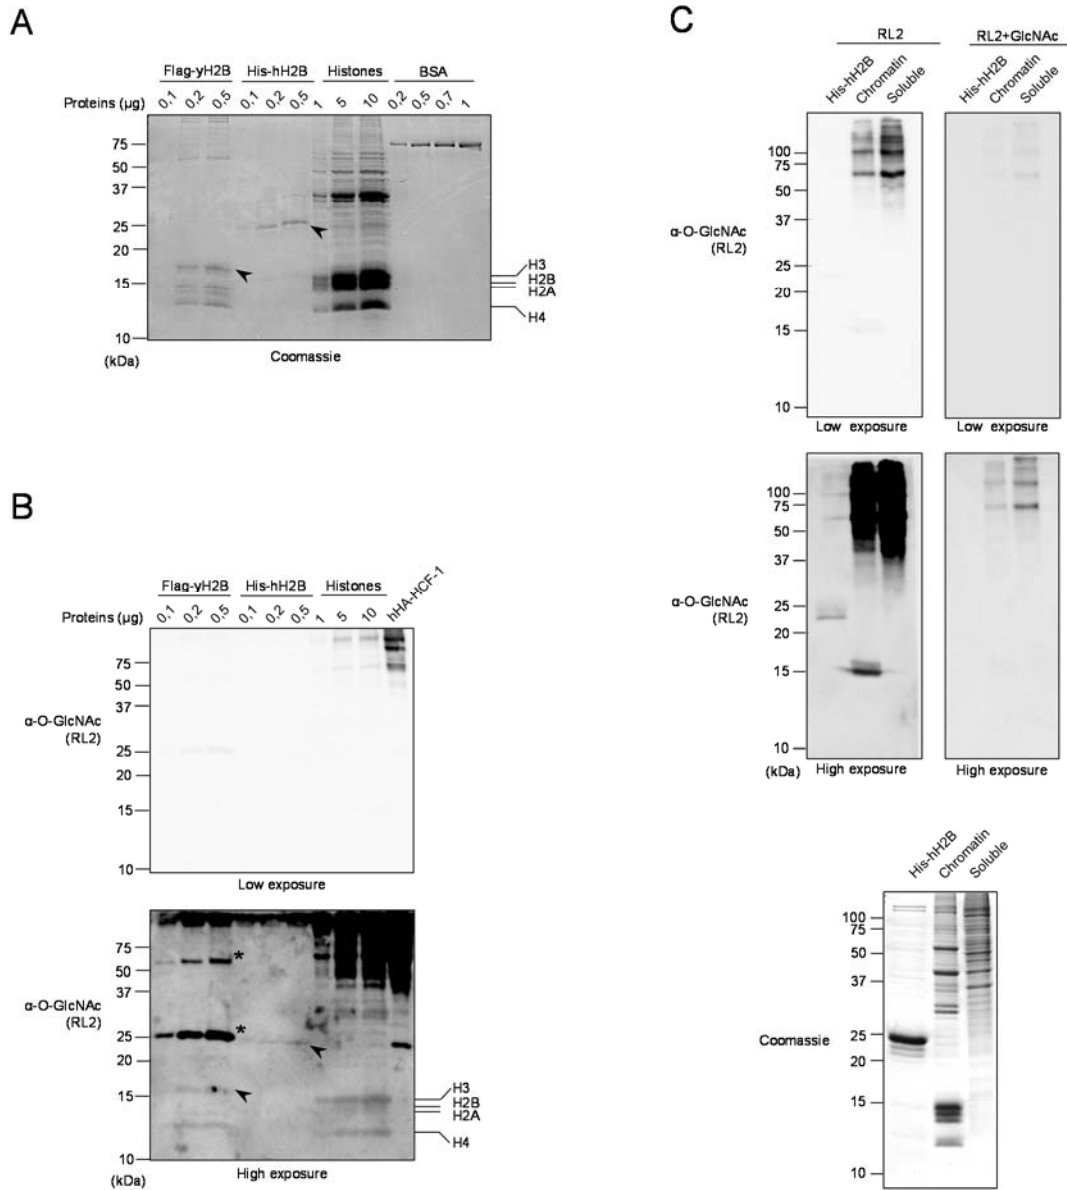 A
Flag-yH2B His-hH2B Histones BSA
Proteins (µg) 0,1 0,2 0,5 0,1 0,2 0,5 1 5 10 0,2 0,5 0,7 1
75
50
37
25
20
15
10
(kDa)
H3
H2B
H2A
H4
Coomassie
B
Flag-yH2B His-hH2B Histones hHA-HCF-1
Proteins (µg) 0,1 0,2 0,5 0,1 0,2 0,5 1 5 10
75
50
37
25
20
15
10
α-O-GlcNAc
(RL2)
Low exposure
75
50
37
25
20
15
10
(kDa)
α-O-GlcNAc
(RL2)
*
*
H3
H2B
H2A
H4
High exposure
C
RL2 RL2+GlcNAc
His-hH2B Chromatin Soluble His-hH2B Chromatin Soluble
100
75
50
37
25
20
15
10
α-O-GlcNAc
(RL2)
Low exposure Low exposure
100
75
50
37
25
20
15
10
(kDa)
α-O-GlcNAc
(RL2)
High exposure High exposure
His-hH2B Chromatin Soluble
100
75
50
37
25
20
15
10
Coomassie